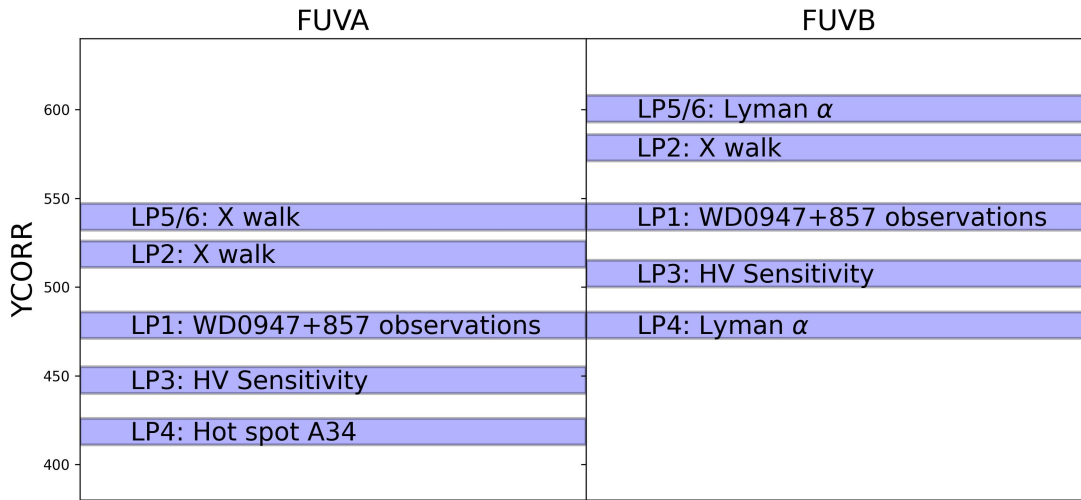 FUVA
FUVB
YCORR
600
550
500
450
400
LP5/6: X walk
LP2: X walk
LP1: WD0947+857 observations
LP3: HV Sensitivity
LP4: Hot spot A34
LP5/6: Lyman α
LP2: X walk
LP1: WD0947+857 observations
LP3: HV Sensitivity
LP4: Lyman α